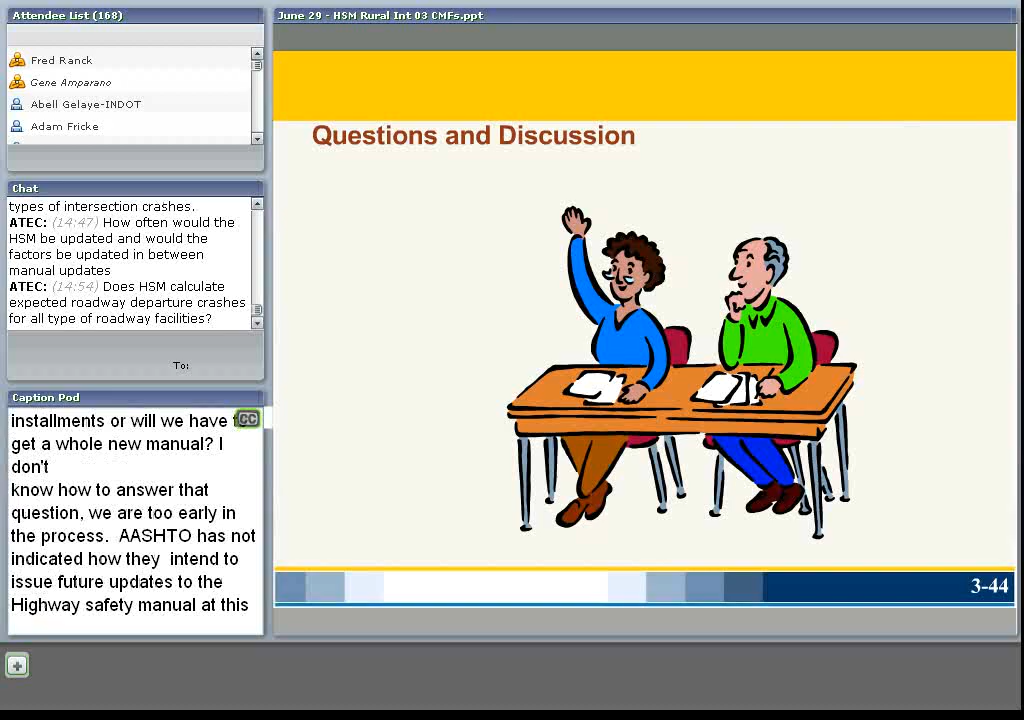 Attendee List (168)
Fred Ranck
Gene Amparano
Abell Gelaye-INDOT
Adam Fricke
Chat
types of intersection crashes.
ATEC: (14:47) How often would the
HSM be updated and would the
factors be updated in between
manual updates
ATEC: (14:54) Does HSM calculate
expected roadway departure crashes
for all type of roadway facilities?
To:
Caption Pod
installments or will we have
CC
get a whole new manual? I
don't
know how to answer that
question, we are too early in
the process. AASHTO has not
indicated how they intend to
issue future updates to the
Highway safety manual at this
June 29 - HSM Rural Int 03 CMFs.ppt
Questions and Discussion
3-44